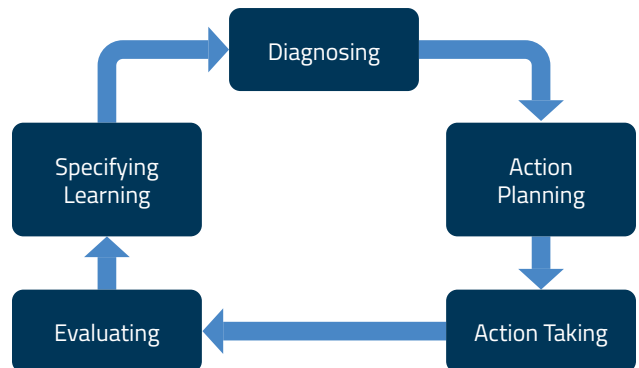 Diagnosing
Specifying
Learning
Action
Planning
Evaluating
Action Taking